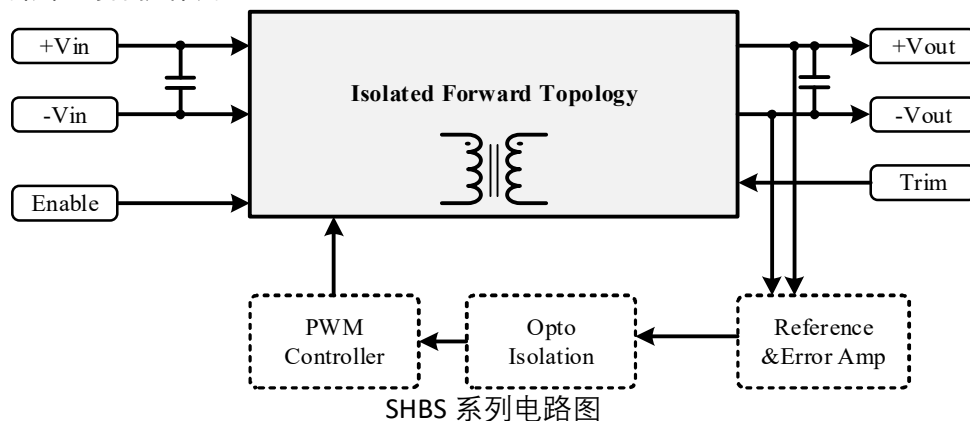 +Vin
+Vout
Isolated Forward Topology
-Vin
-Vout
Enable
Trim
PWM
Controller
Opto
Isolation
Reference
&Error Amp
SHBS 系列电路图